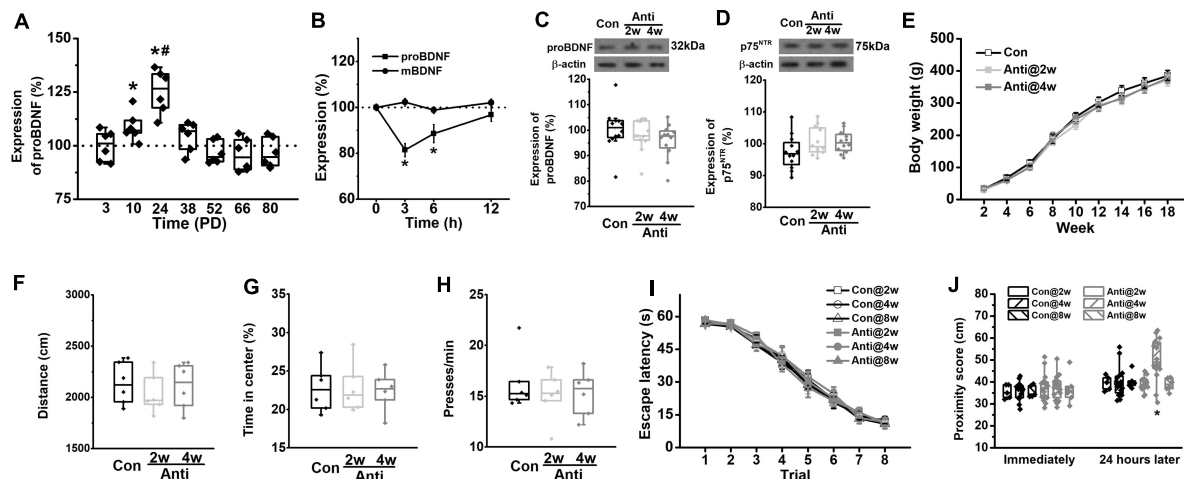 A
Expression
of proBDNF (%)
125
100
75
*
*#
3 10 24 38 52 66 80
Time (PD)
B
Expression (%)
120
100
80
60
proBDNF
mBDNF
*
*
0 3 6 12
Time (h)
C
Con
Anti
2w 4w
proBDNF
32kDa
β-actin
Expression of
proBDNF (%)
120
110
100
90
80
70
Con
2w 4w
Anti
D
Con
Anti
2w 4w
p75NTR
75kDa
β-actin
Expression of
p75NTR (%)
125
100
75
Con
2w 4w
Anti
E
Body weight (g)
500
400
300
200
100
0
Con
Anti@2w
Anti@4w
2 4 6 8 10 12 14 16 18
Week
F
Distance (cm)
3000
2500
2000
1500
Con
2w 4w
Anti
G
Time in center (%)
35
30
25
20
15
Con
2w 4w
Anti
H
Presses/min
25
20
15
10
Con
2w 4w
Anti
I
Escape latency (s)
75
60
45
30
15
0
Con@2w
Con@4w
Con@8w
Anti@2w
Anti@4w
Anti@8w
1 2 3 4 5 6 7 8
Trial
J
Proximity score (cm)
80
70
60
50
40
30
20
10
Con@2w
Con@4w
Con@8w
Anti@2w
Anti@4w
Anti@8w
*
Immediately 24 hours later